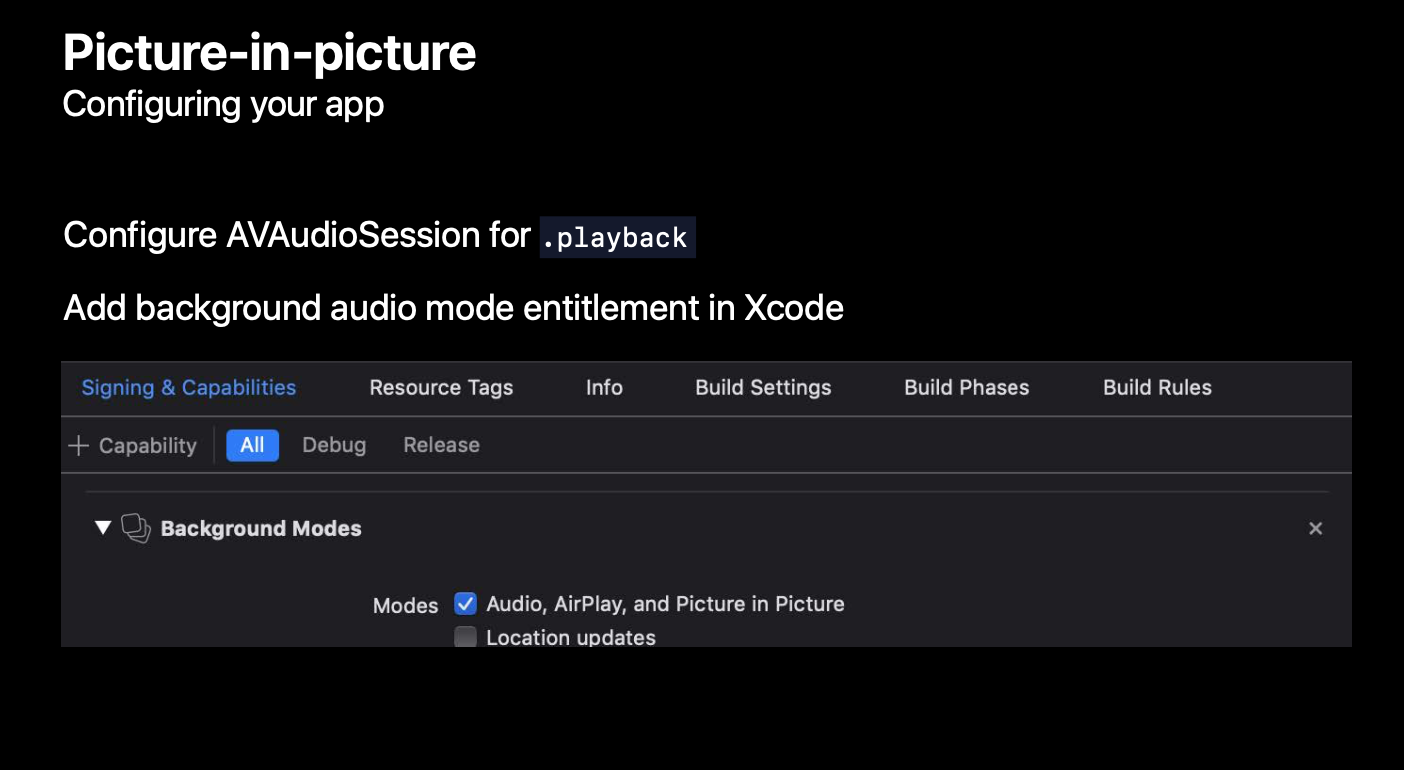 Picture-in-picture
Configuring your app
Configure AVAudioSession for .playback
Add background audio mode entitlement in Xcode
Signing & Capabilities Resource Tags Info Build Settings Build Phases Build Rules
+ Capability All Debug Release
Background Modes
Modes Audio, AirPlay, and Picture in Picture
Location updates